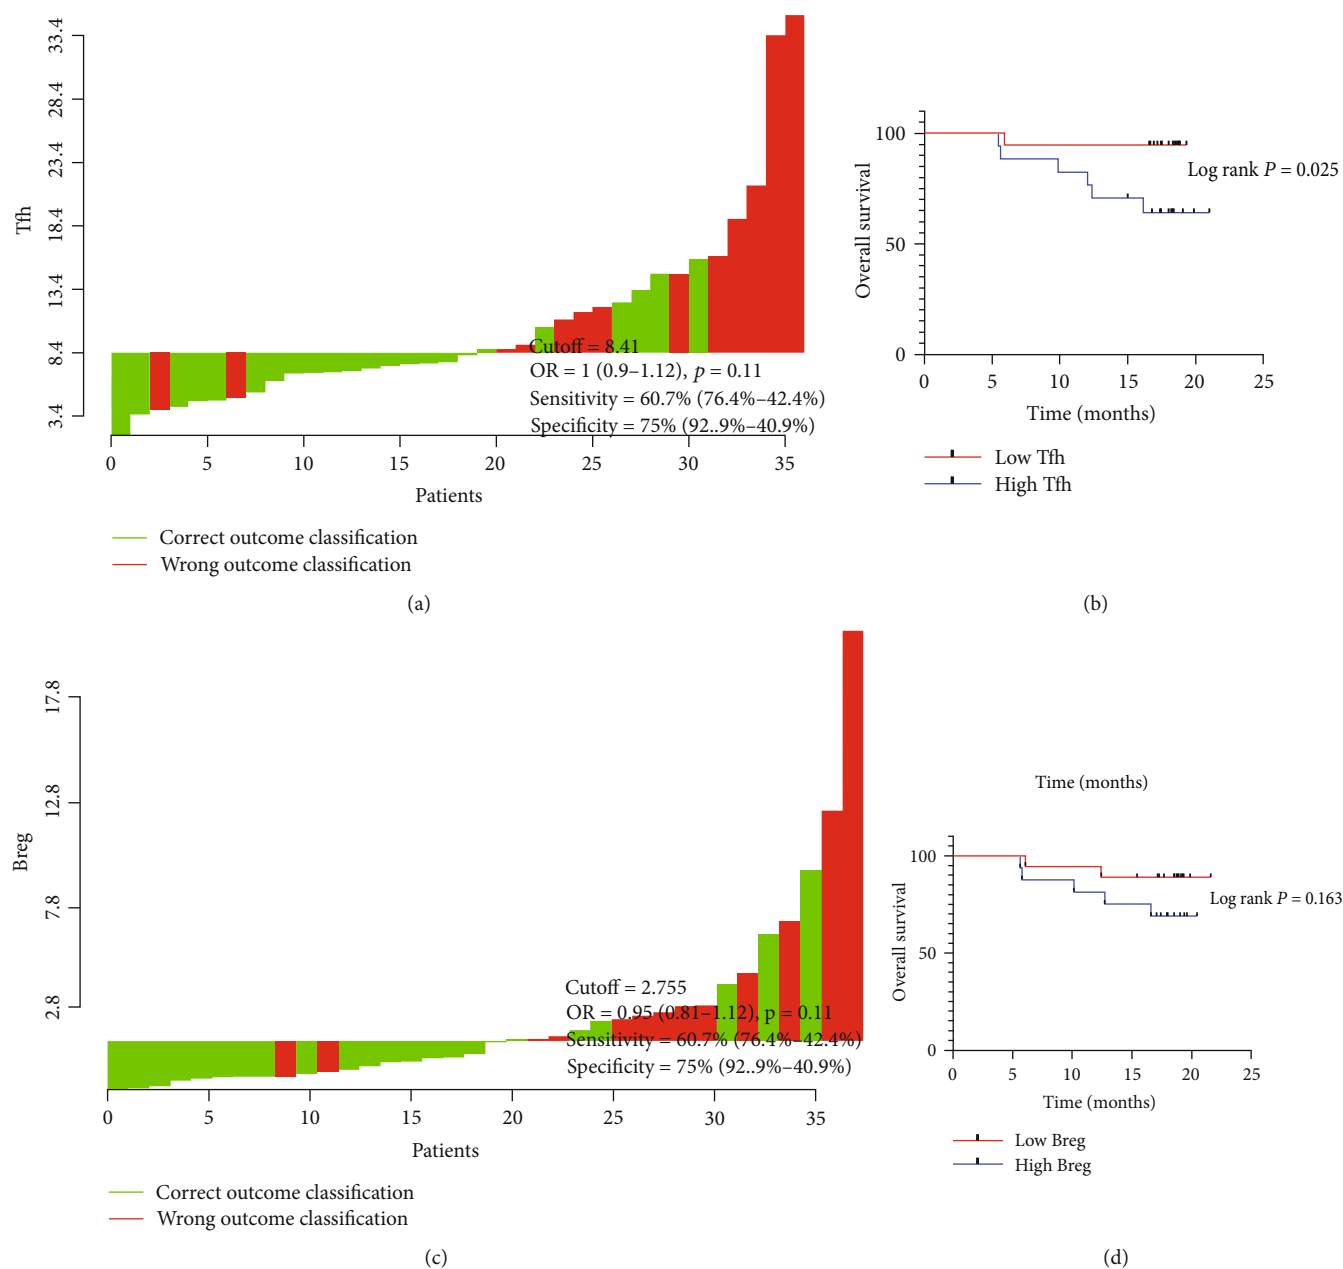 33.4
28.4
23.4
18.4
13.4
8.4
3.4
Tfh
Cutoff = 8.41
OR = 1 (0.9–1.12), p = 0.11
Sensitivity = 60.7% (76.4%–42.4%)
Specificity = 75% (92..9%–40.9%)
0 5 10 15 20 25 30 35
Patients
Correct outcome classification
Wrong outcome classification
(a)
100
50
0
Overall survival
Log rank P = 0.025
0 5 10 15 20 25
Time (months)
Low Tfh
High Tfh
(b)
17.8
12.8
7.8
2.8
Breg
Cutoff = 2.755
OR = 0.95 (0.81–1.12), p = 0.11
Sensitivity = 60.7% (76.4%–42.4%)
Specificity = 75% (92..9%–40.9%)
0 5 10 15 20 25 30 35
Patients
Correct outcome classification
Wrong outcome classification
(c)
Time (months)
100
50
0
Overall survival
Log rank P = 0.163
0 5 10 15 20 25
Time (months)
Low Breg
High Breg
(d)